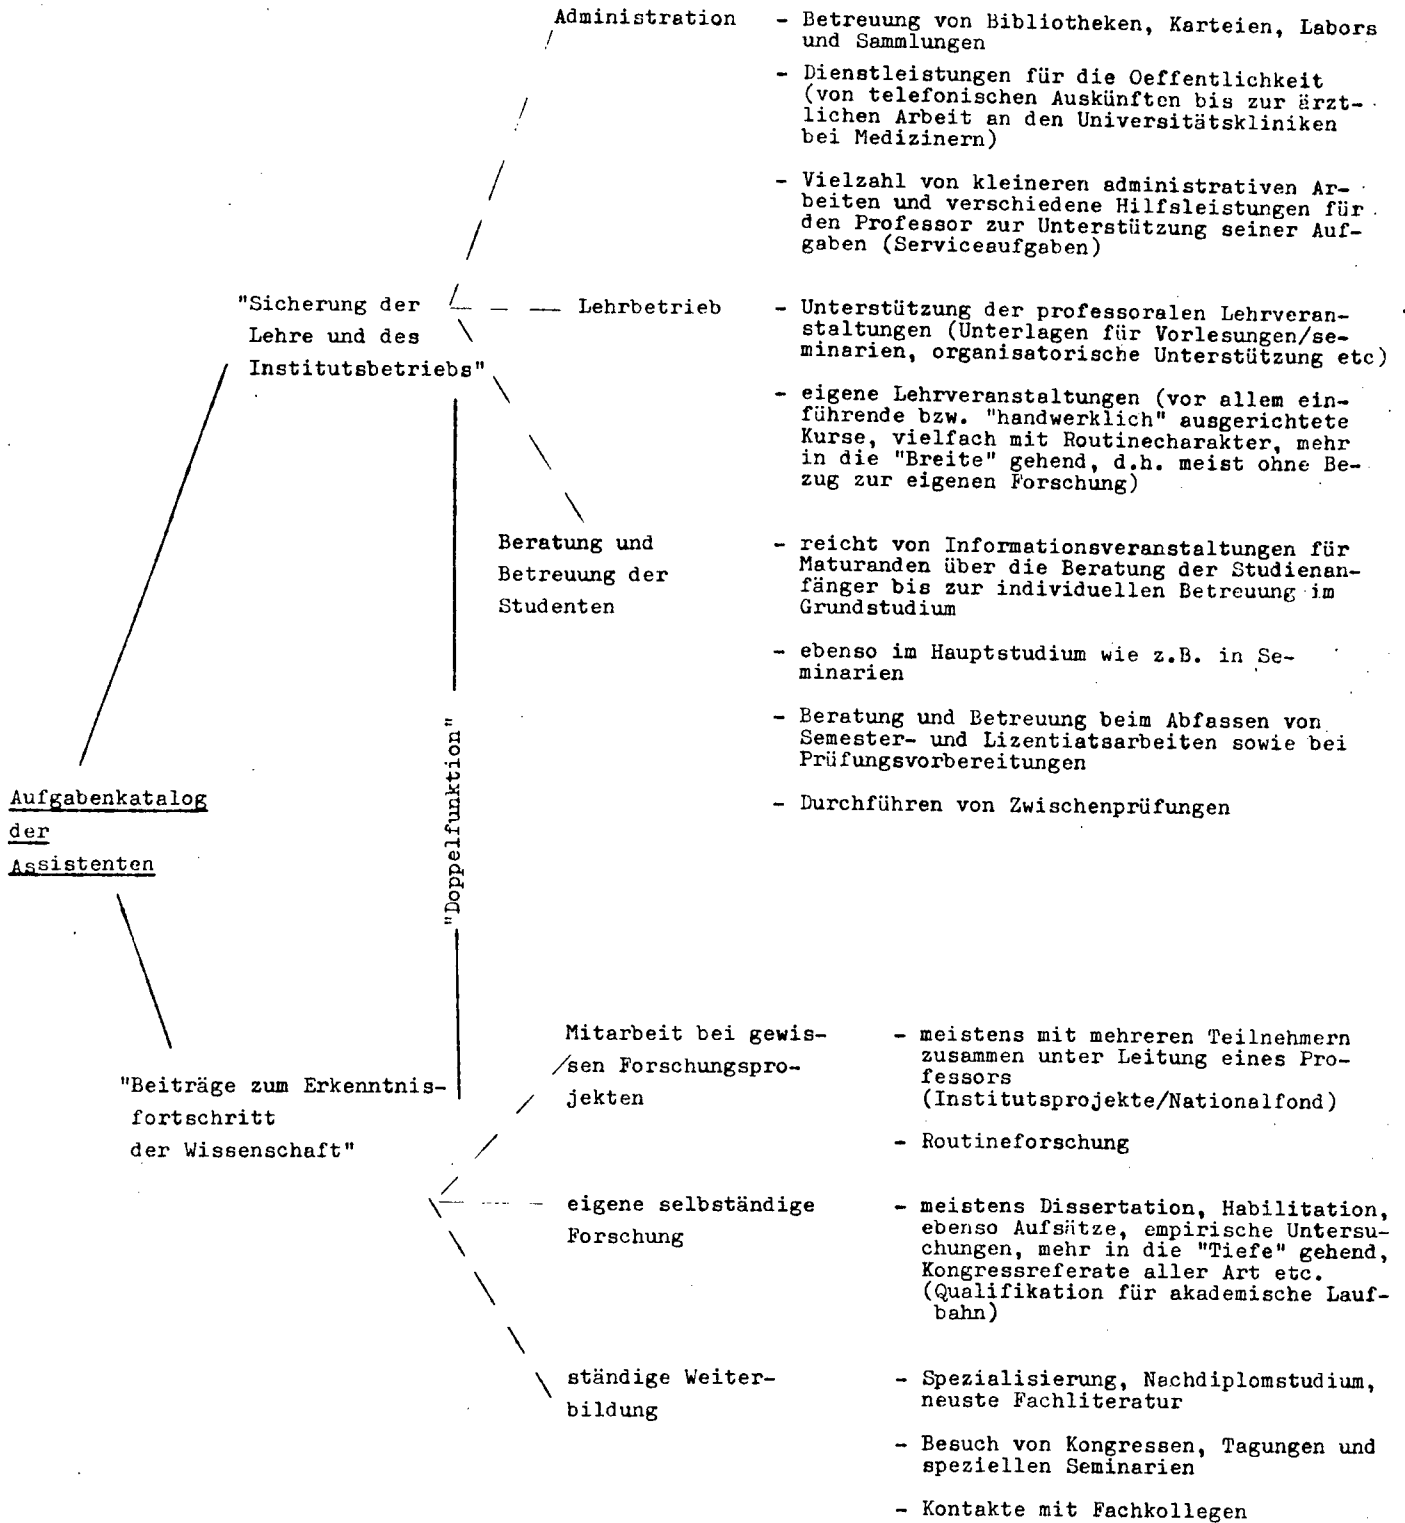 Administration
- Betreuung von Bibliotheken, Karteien, Labors
und Sammlungen
- Dienstleistungen für die Oeffentlichkeit
(von telefonischen Auskünften bis zur ärzt-
lichen Arbeit an den Universitätskliniken
bei Medizinern)
- Vielzahl von kleineren administrativen Ar-
beiten und verschiedene Hilfsleistungen für
den Professor zur Unterstützung seiner Auf-
gaben (Serviceaufgaben)
"Sicherung der
Lehre und des
Institutsbetriebs"
Lehrbetrieb
- Unterstützung der professoralen Lehrveran-
staltungen (Unterlagen für Vorlesungen/se-
minarien, organisatorische Unterstützung etc)
- eigene Lehrveranstaltungen (vor allem ein-
führende bzw. "handwerklich" ausgerichtete
Kurse, vielfach mit Routinecharakter, mehr
in die "Breite" gehend, d.h. meist ohne Be-
zug zur eigenen Forschung)
Beratung und
Betreuung der
Studenten
- reicht von Informationsveranstaltungen für
Maturanden über die Beratung der Studienan-
fänger bis zur individuellen Betreuung im
Grundstudium
- ebenso im Hauptstudium wie z.B. in Se-
minarien
- Beratung und Betreuung beim Abfassen von
Semester- und Lizentiatsarbeiten sowie bei
Prüfungsvorbereitungen
- Durchführen von Zwischenprüfungen
Aufgabenkatalog
der
Assistenten
"Doppelfunktion"
"Beiträge zum Erkenntnis-
fortschritt
der Wissenschaft"
Mitarbeit bei gewis-
sen Forschungspro-
jekten
- meistens mit mehreren Teilnehmern
zusammen unter Leitung eines Pro-
fessors
(Institutsprojekte/Nationalfond)
- Routineforschung
eigene selbständige
Forschung
- meistens Dissertation, Habilitation,
ebenso Aufsätze, empirische Untersu-
chungen, mehr in die "Tiefe" gehend,
Kongressreferate aller Art etc.
(Qualifikation für akademische Lauf-
bahn)
ständige Weiter-
bildung
- Spezialisierung, Nachdiplomstudium,
neuste Fachliteratur
- Besuch von Kongressen, Tagungen und
speziellen Seminarien
- Kontakte mit Fachkollegen